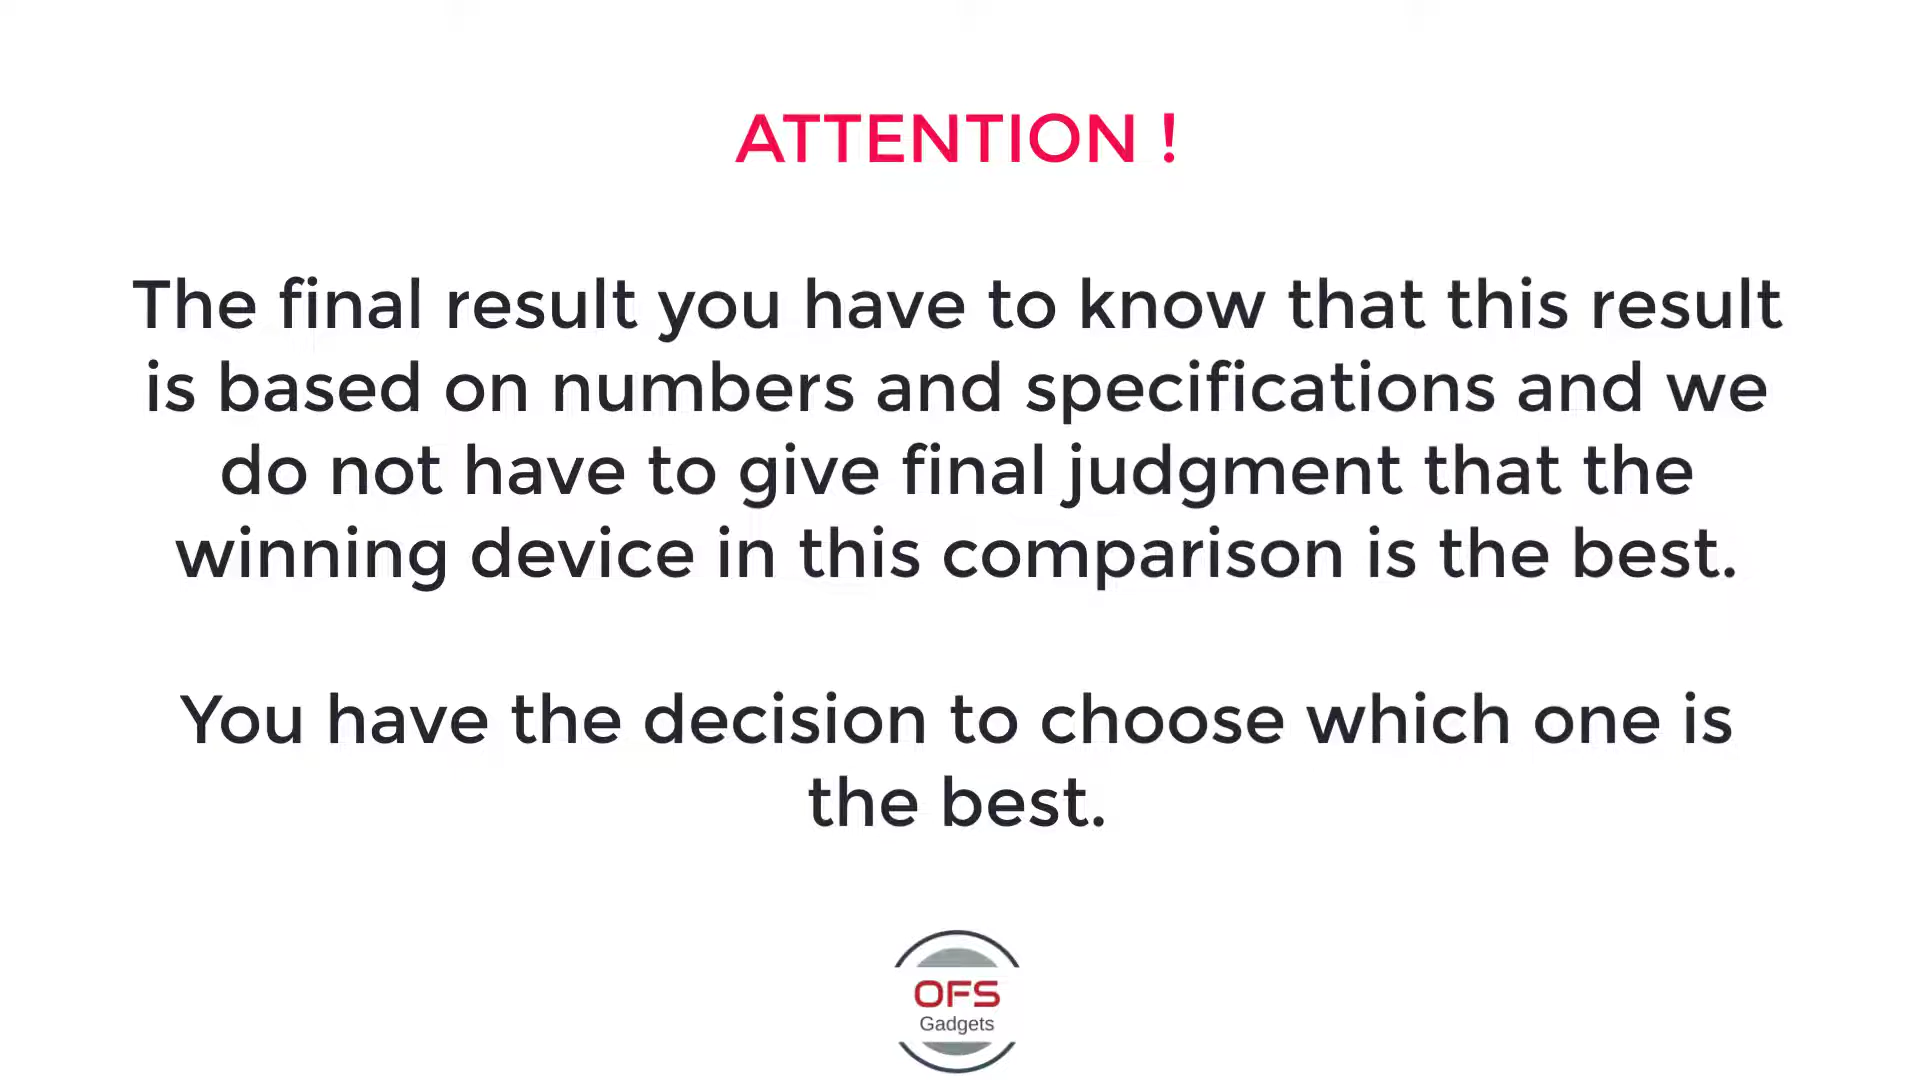 ATTENTION !
The final result you have to know that this result
is based on numbers and specifications and we
do not have to give final judgment that the
winning device in this comparison is the best.
You have the decision to choose which one is
the best.
OFS
Gadgets